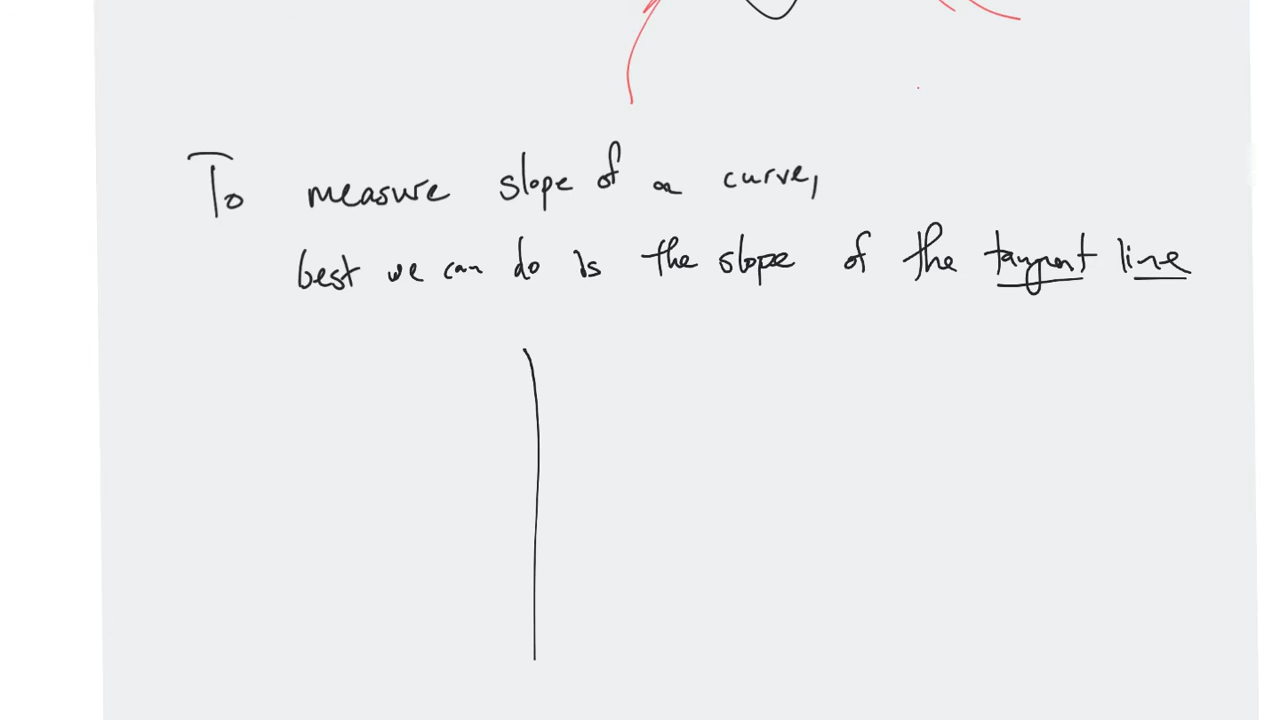 To measure slope of a curve,
best we can do is the slope of the tangent line